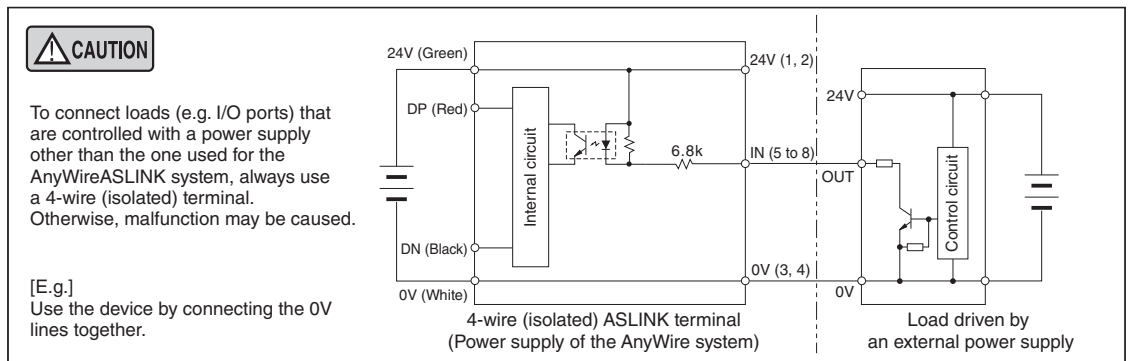 CAUTION
To connect loads (e.g. I/O ports) that
are controlled with a power supply
other than the one used for the
AnyWireASLINK system, always use
a 4-wire (isolated) terminal.
Otherwise, malfunction may be caused.
[E.g.]
Use the device by connecting the 0V
lines together.
24V (Green)
DP (Red)
DN (Black)
0V (White)
Internal circuit
6.8k
24V (1, 2)
IN (5 to 8)
0V (3, 4)
4-wire (isolated) ASLINK terminal
(Power supply of the AnyWire system)
24V
OUT
0V
Control circuit
Load driven by
an external power supply